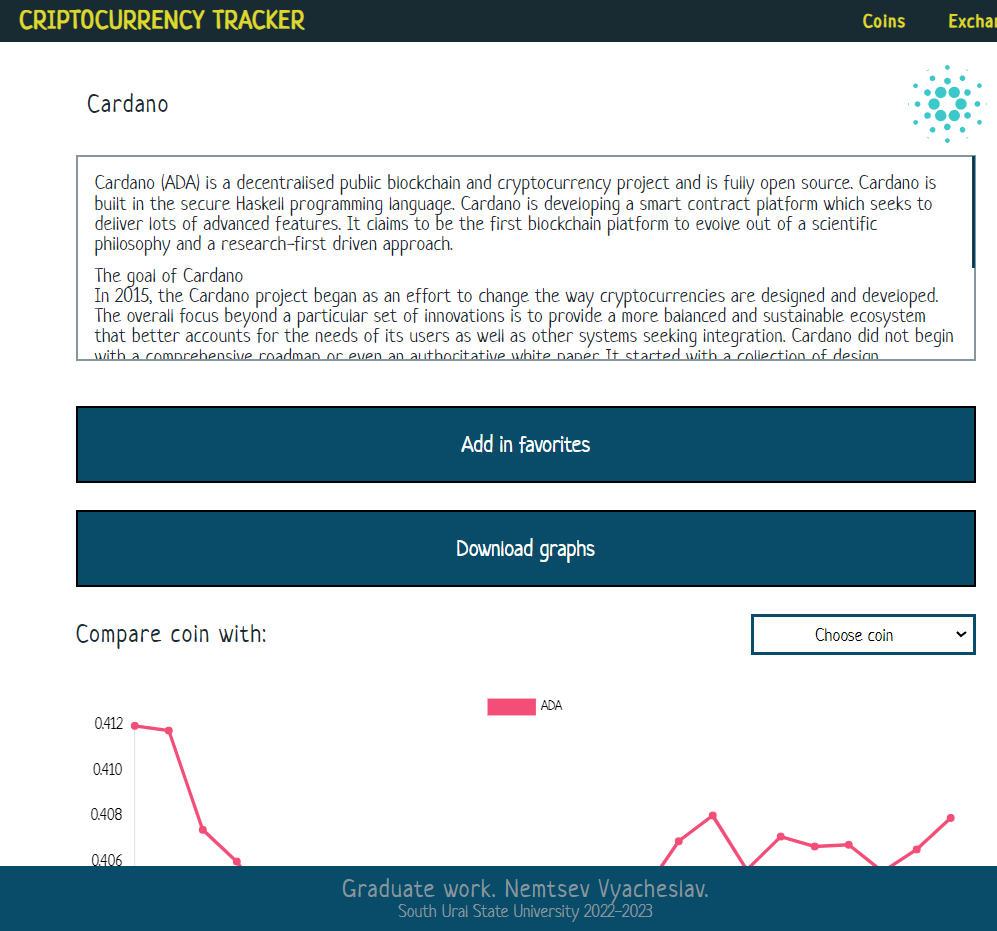 CRIPTOCURRENCY TRACKER
Coins
Exchan
Cardano
Cardano (ADA) is a decentralised public blockchain and cryptocurrency project and is fully open source. Cardano is
built in the secure Haskell programming language. Cardano is developing a smart contract platform which seeks to
deliver lots of advanced features. It claims to be the first blockchain platform to evolve out of a scientific
philosophy and a research-first driven approach.
The goal of Cardano
In 2015, the Cardano project began as an effort to change the way cryptocurrencies are designed and developed.
The overall focus beyond a particular set of innovations is to provide a more balanced and sustainable ecosystem
that better accounts for the needs of its users as well as other systems seeking integration. Cardano did not begin
with a comprehensive roadmap or even an authoritative white paper. It started with a collection of design
Add in favorites
Download graphs
Compare coin with:
Choose coin
ADA
0.412
0.410
0.408
0.406
Graduate work. Nemtsev Vyacheslav.
South Ural State University 2022-2023